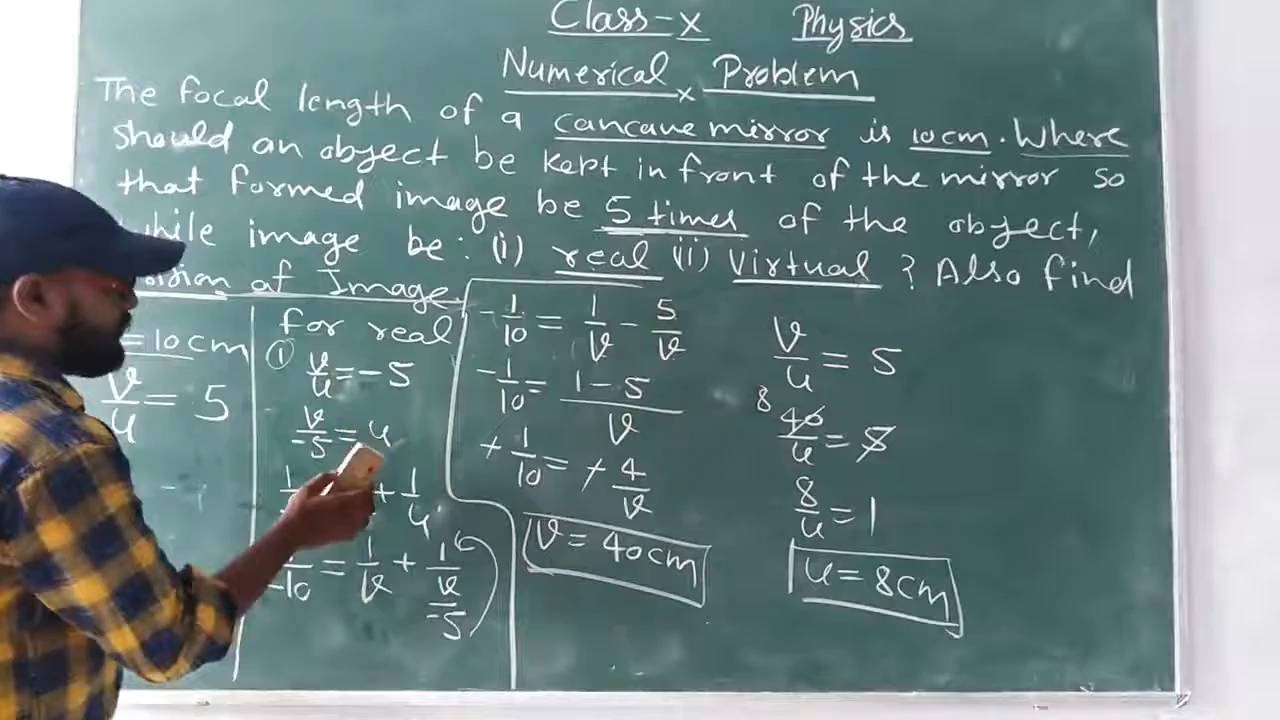 Class-X Physics
Numerical Problem
The focal length of a cancave mirror is 10cm. Where
should an object be kept in front of the mirror so
that formed image be 5 times of the object,
while image be: (i) real (ii) Virtual ? Also find
of Image.
= 10cm
v/u = 5
for real
① v/u = -5
v/-5 = u
+ 1/u
1/-10 = 1/v + 1/(v/-5)
-1/10 = 1/v - 5/v
-1/10 = (1-5)/v
+1/10 = +4/v
v = 40cm
v/u = 5
8
40/u = 5
8/u = 1
u = 8cm